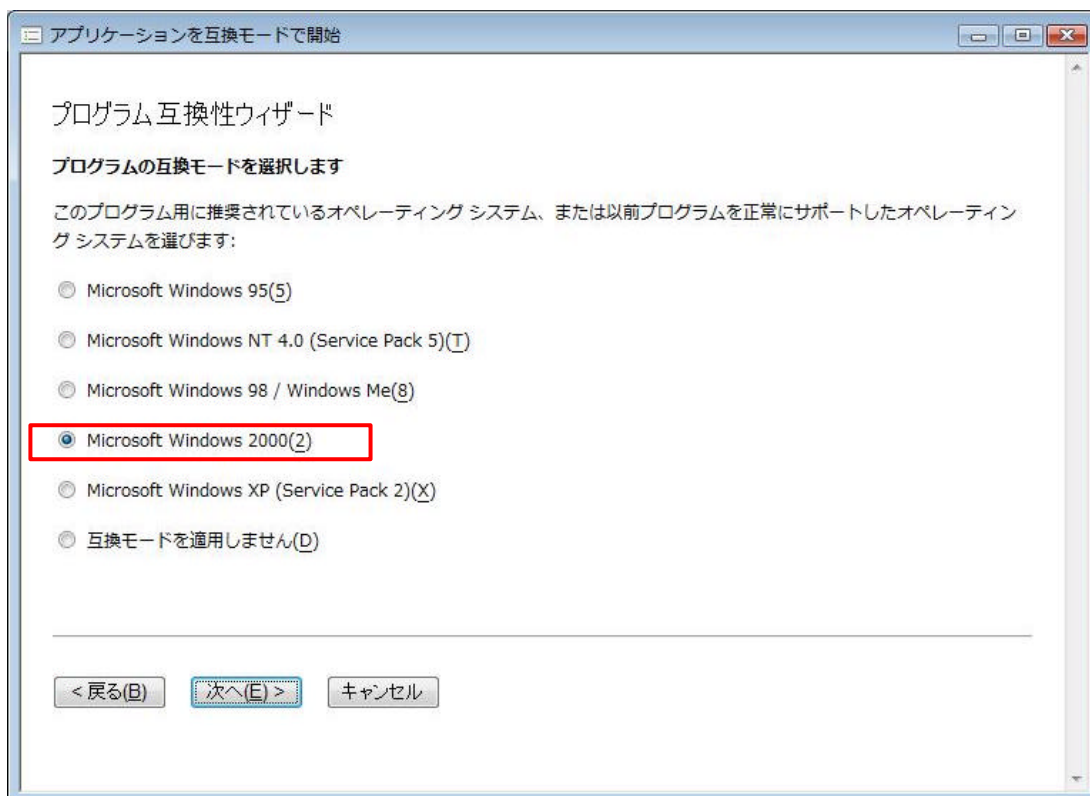 アプリケーションを互換モードで開始
プログラム互換性ウィザード
プログラムの互換モードを選択します
このプログラム用に推奨されているオペレーティング システム、または以前プログラムを正常にサポートしたオペレーティン
グ システムを選びます:
Microsoft Windows 95(5)
Microsoft Windows NT 4.0 (Service Pack 5)(T)
Microsoft Windows 98 / Windows Me(8)
Microsoft Windows 2000(2)
Microsoft Windows XP (Service Pack 2)(X)
互換モードを適用しません(D)
< 戻る(B) 次へ(E) > キャンセル